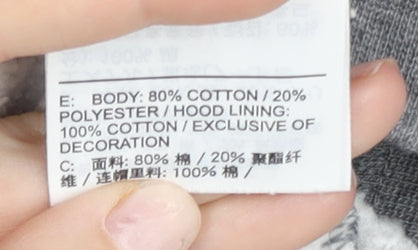 E: BODY: 80% COTTON / 20%
POLYESTER / HOOD LINING:
100% COTTON / EXCLUSIVE OF
DECORATION
C: 面料: 80% 棉 / 20% 聚酯纤
维 / 连帽里料: 100% 棉 /